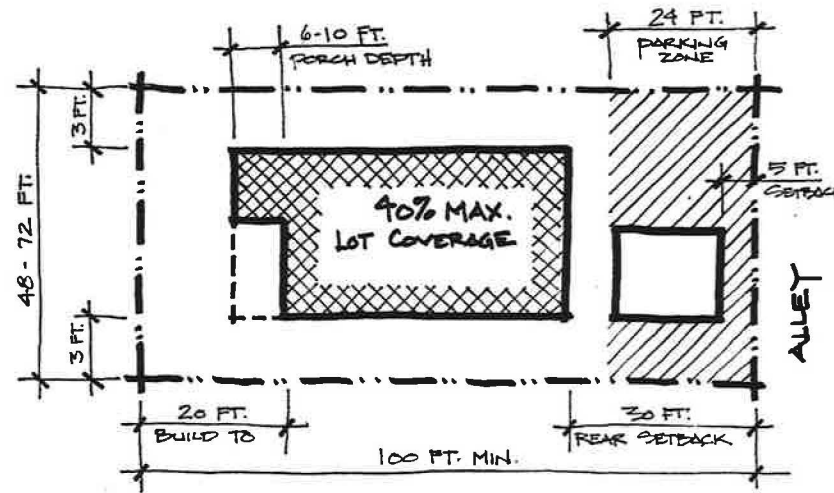 6-10 FT.
PORCH DEPTH
24 FT.
PARKING
ZONE
3 FT.
5 FT.
SETBACK
48 - 72 FT.
40% MAX.
LOT COVERAGE
ALLEY
3 FT.
20 FT.
BUILD TO
30 FT.
REAR SETBACK
100 FT. MIN.